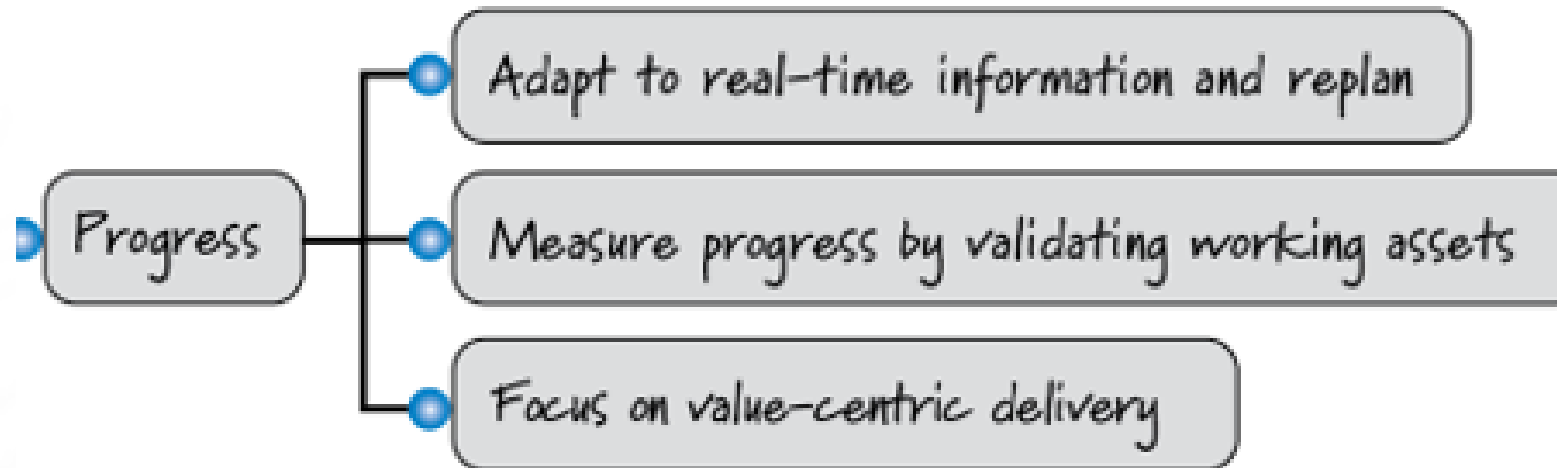 Adapt to real-time information and replan
Progress
Measure progress by validating working assets
Focus on value-centric delivery